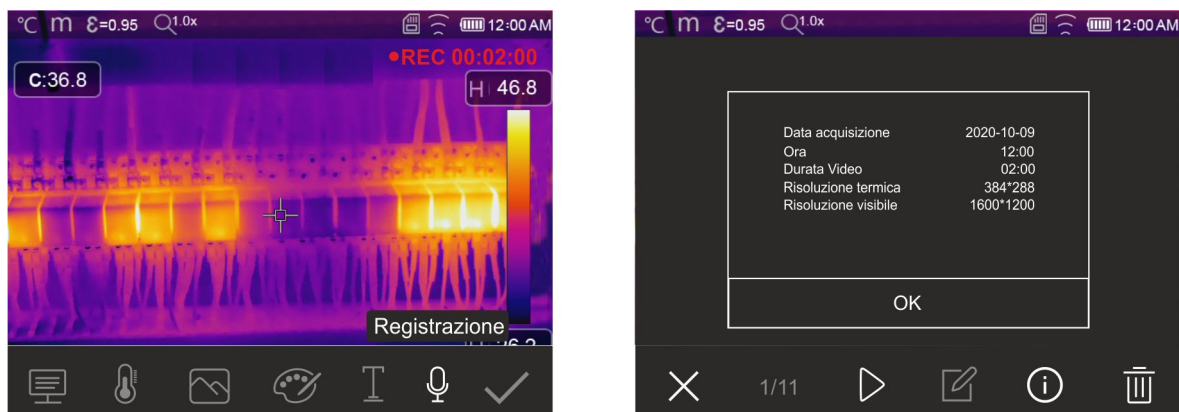 °C m ε=0.95 1.0x 12:00 AM
●REC 00:02:00
C:36.8
H 46.8
Registrazione
°C m ε=0.95 1.0x 12:00 AM
Data acquisizione 2020-10-09
Ora 12:00
Durata Video 02:00
Risoluzione termica 384*288
Risoluzione visibile 1600*1200
OK
1/11